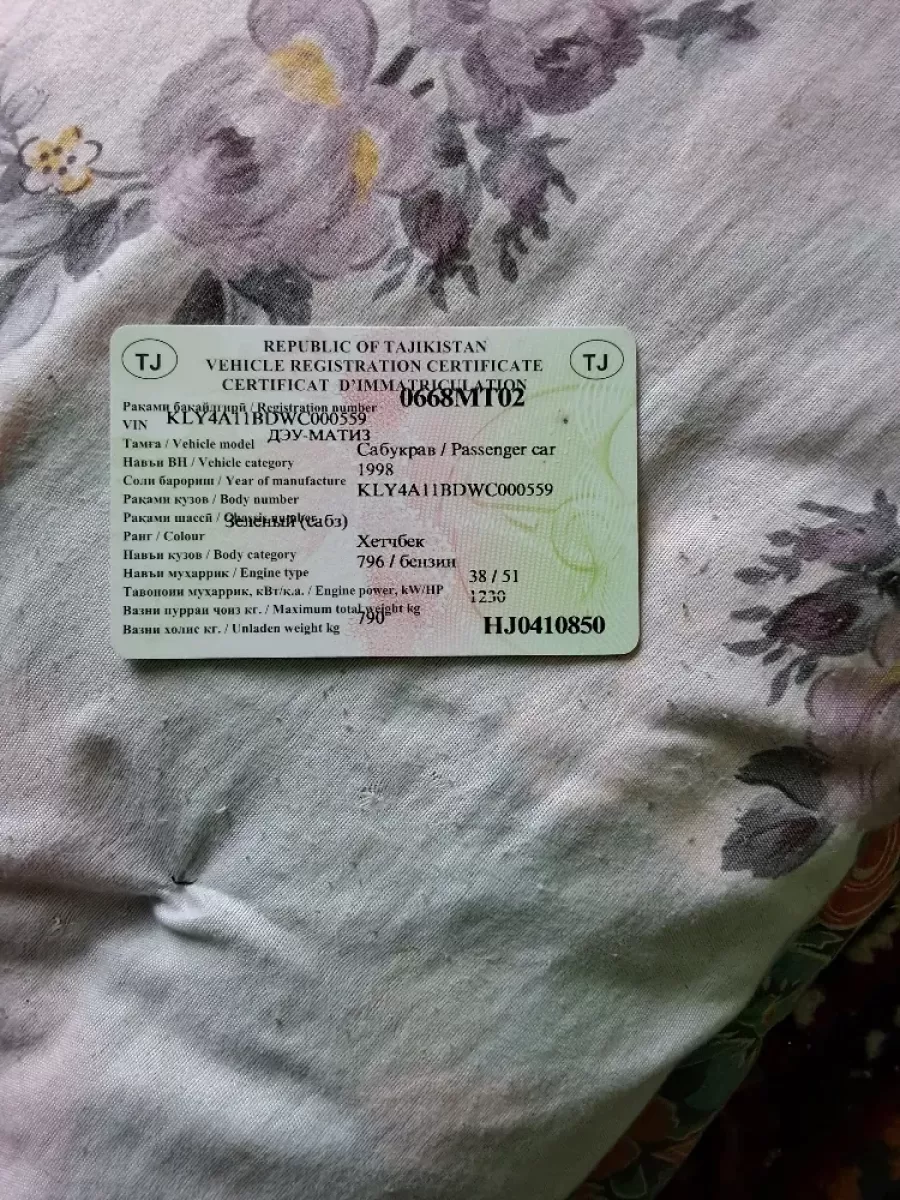 TJ REPUBLIC OF TAJIKISTAN TJ
VEHICLE REGISTRATION CERTIFICATE
CERTIFICAT D'IMMATRICULATION
Рақами бақайдгирӣ / Registration number 0668MT02
VIN KLY4A11BDWC000559
Тамға / Vehicle model ДЭУ-МАТИЗ
Навъи ВН / Vehicle category Сабукрав / Passenger car
Соли барориш / Year of manufacture 1998
Рақами кузов / Body number KLY4A11BDWC000559
Рақами шассӣ / Chassis number
Ранг / Colour Зеленый (сабз)
Навъи кузов / Body category Хетчбек
Навъи муҳаррик / Engine type 796 / бензин
Тавоноии муҳаррик, кВт/қ.а. / Engine power, kW/HP 38 / 51
Вазни пурраи ҷоиз кг. / Maximum total weight kg 1230
Вазни холис кг. / Unladen weight kg 790
HJ0410850